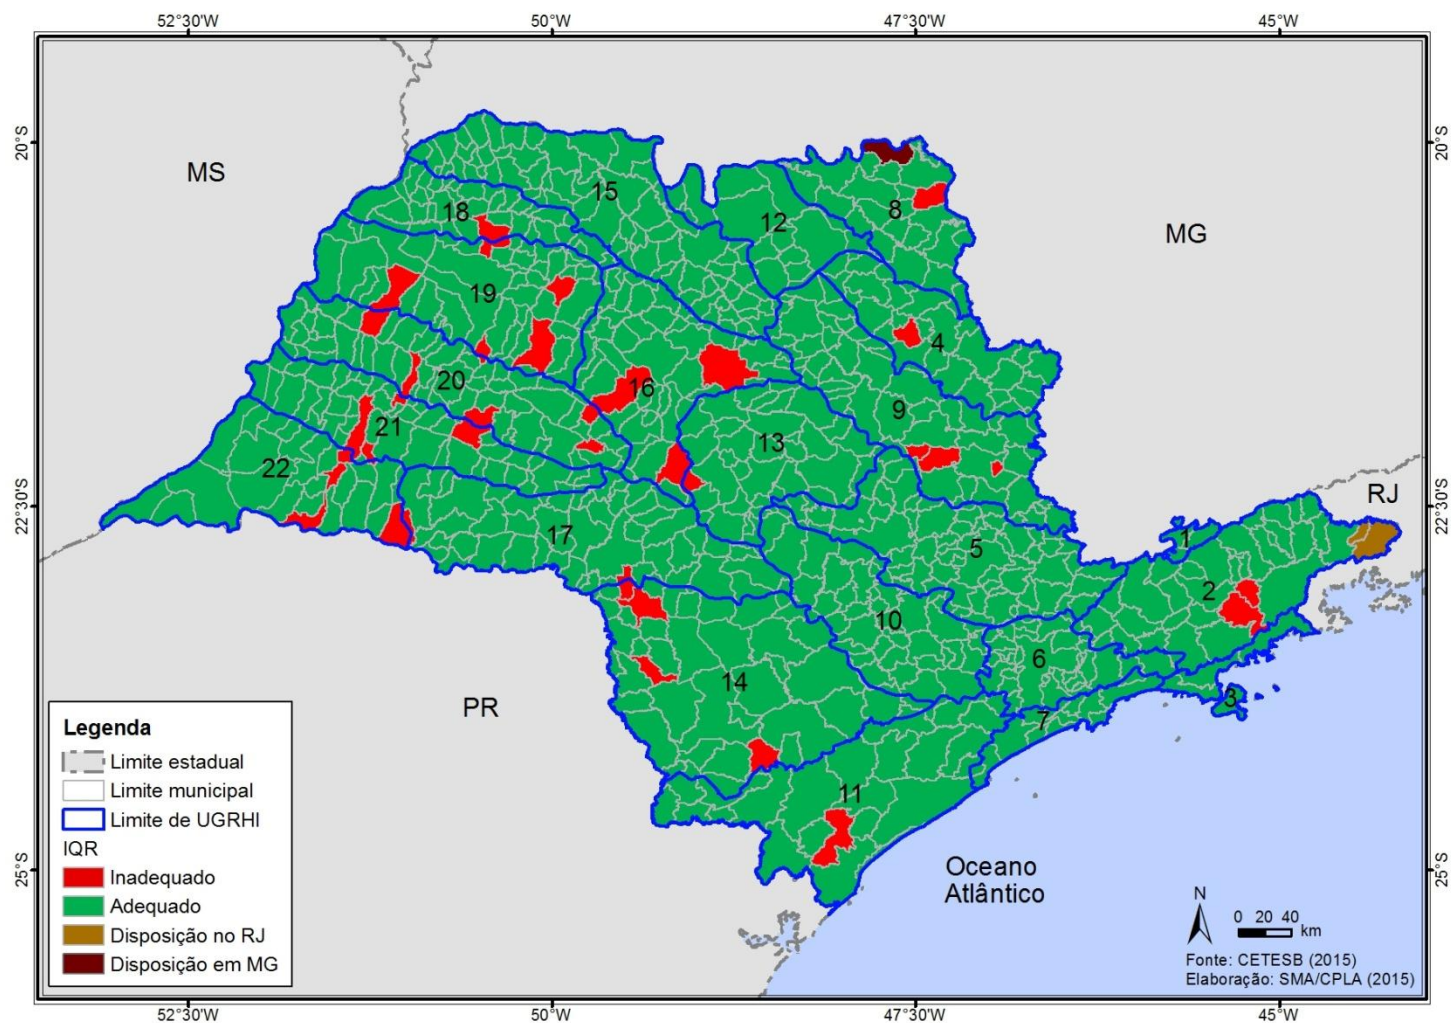 52°30'W 50°W 47°30'W 45°W
20°S 20°S
MS
15
18
12
8
MG
19
4
20
16
9
21
13
22
RJ
22°30'S 22°30'S
17
5
1
2
10
6
14
3
7
PR
11
Legenda
Limite estadual
Limite municipal
Limite de UGRHI
IQR
Inadequado
Adequado
Disposição no RJ
Disposição em MG
25°S 25°S
Oceano
Atlântico
N
0 20 40
km
Fonte: CETESB (2015)
Elaboração: SMA/CPLA (2015)
52°30'W 50°W 47°30'W 45°W